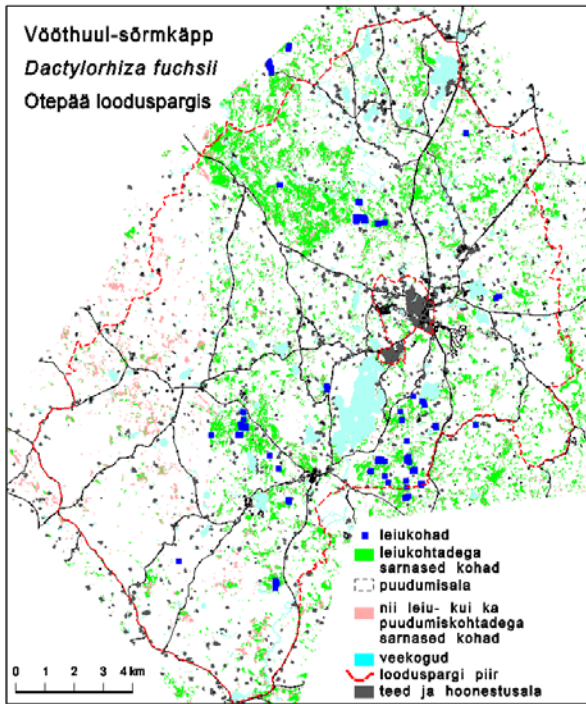 Vööthuul-sõrmkäpp
Dactylorhiza fuchsii
Otepää looduspargis
leiukohad
leiukohtadega
sarnased kohad
puudumisala
nii leiu- kui ka
puudumiskohtadega
sarnased kohad
veekogud
looduspargi piir
teed ja hoonestusala
0 1 2 3 4 km